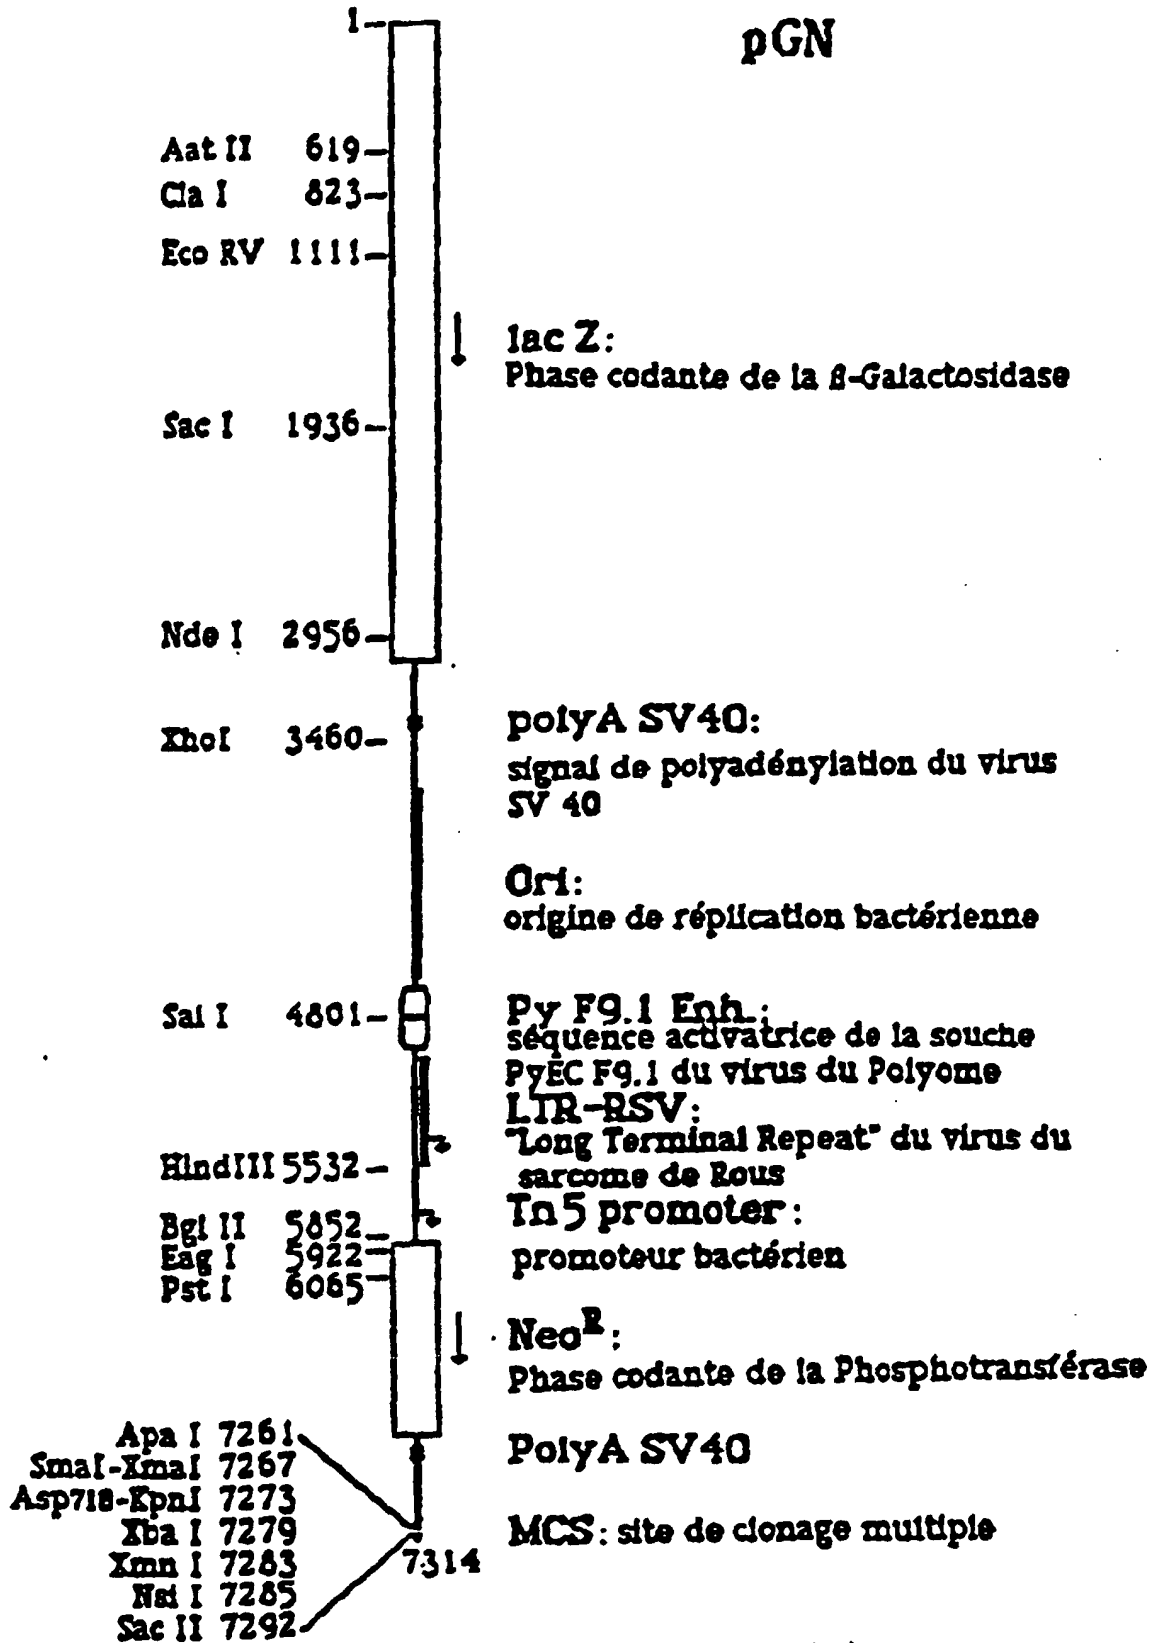 pGN
1
Aat II 619
Cla I 823
Eco RV 1111
lac Z:
Phase codante de la β-Galactosidase
Sac I 1936
Nde I 2956
XhoI 3460
polyA SV40:
signal de polyadénylation du virus
SV 40
Ori:
origine de réplication bactérienne
Sal I 4801
Py F9.1 Enh.:
séquence activatrice de la souche
PyEC F9.1 du virus du Polyome
LTR-RSV:
"Long Terminal Repeat" du virus du
sarcome de Rous
HindIII 5532
Tn5 promoter:
promoteur bactérien
Bgl II 5852
Eag I 5922
Pst I 6065
Neoᴿ:
Phase codante de la Phosphotransférase
PolyA SV40
Apa I 7261
SmaI-XmaI 7267
Asp718-KpnI 7273
Xba I 7279
Xmn I 7283
Nsi I 7285
Sac II 7292
MCS: site de clonage multiple
7314